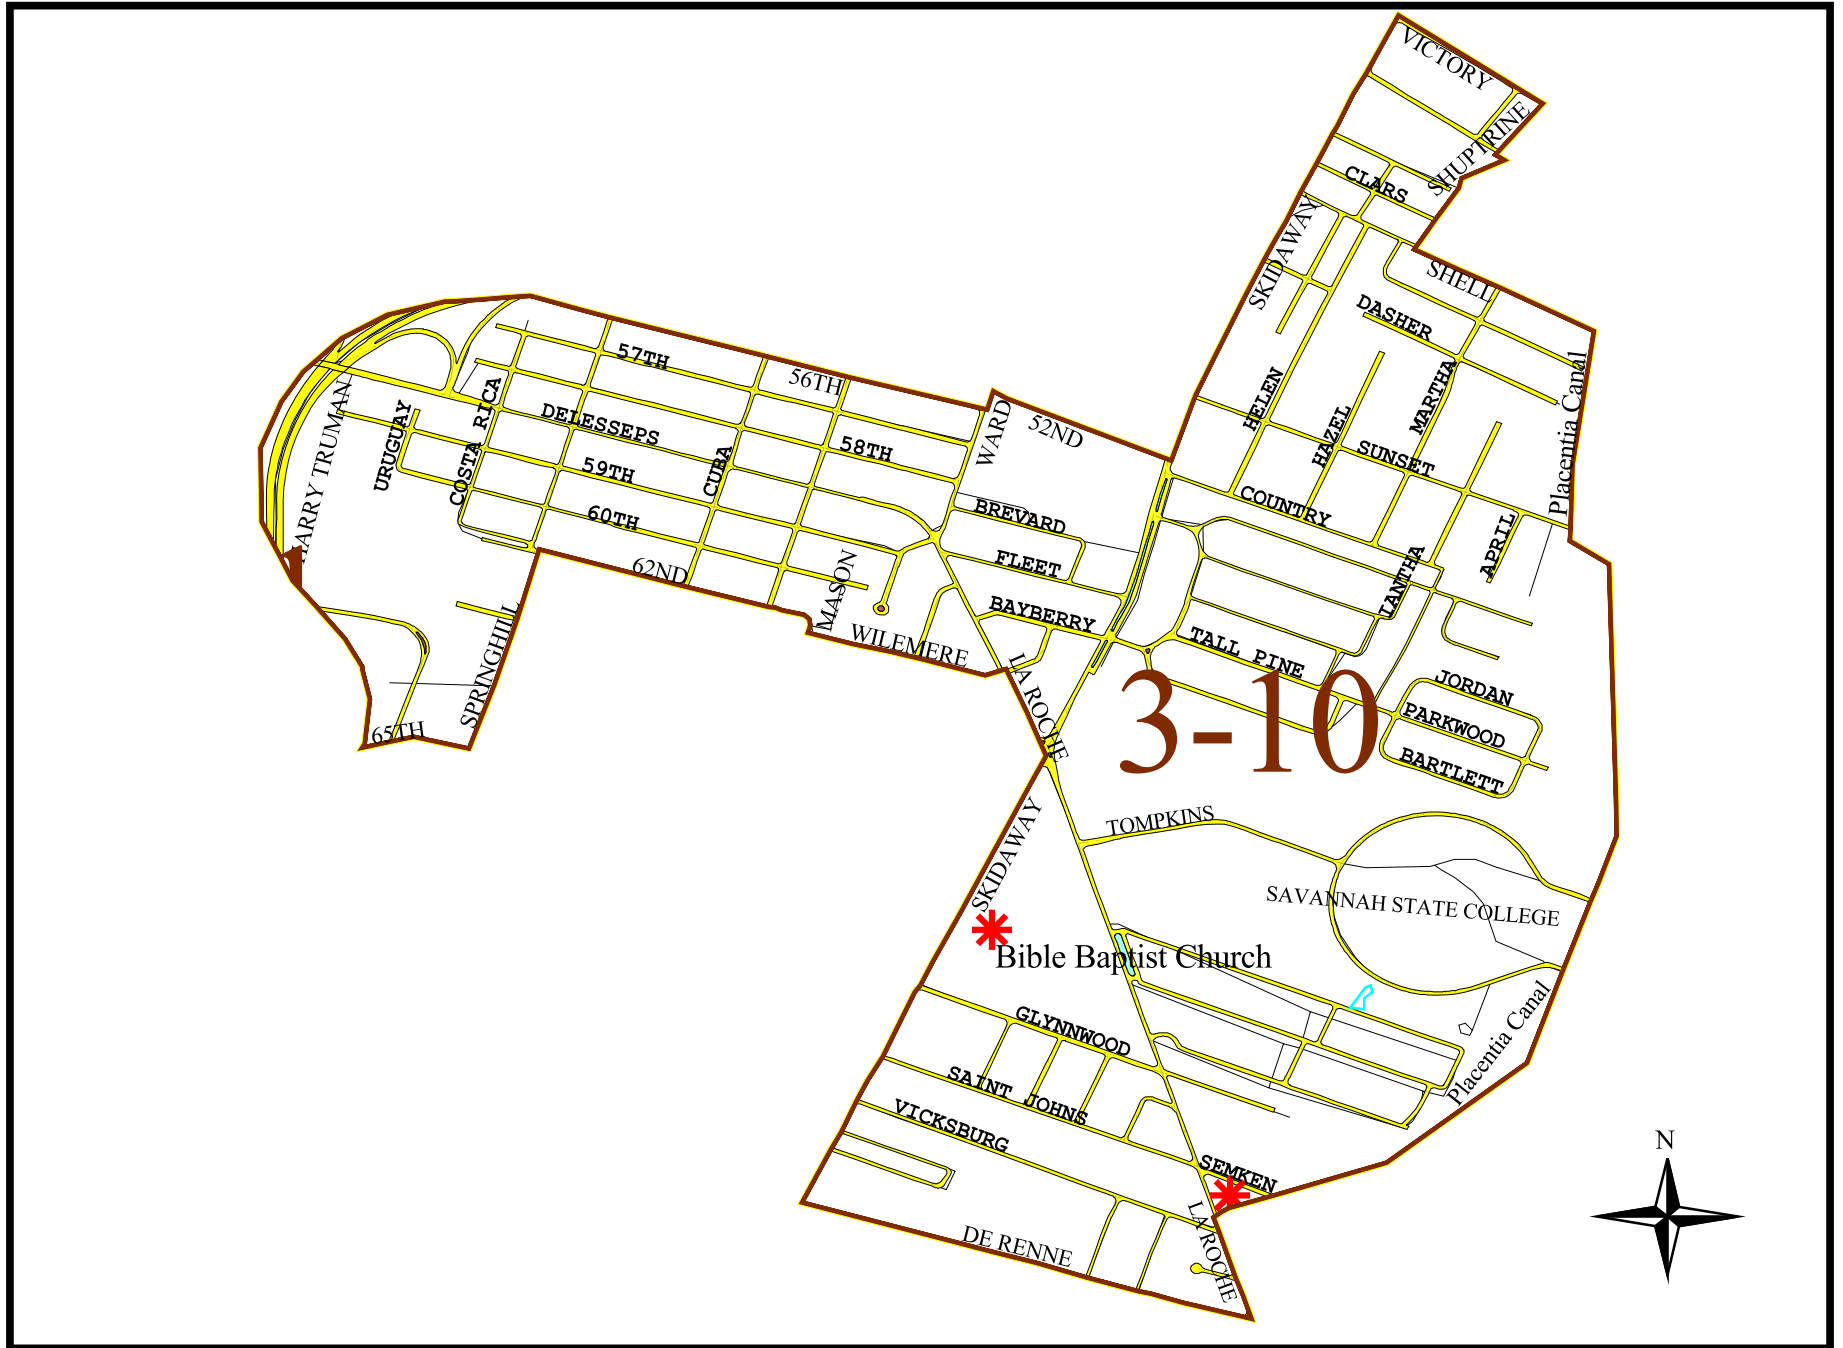 VICTORY
SHUPTRINE
CLARS
SKIDAWAY
SHELL
DASHER
57TH
56TH
Placentia Canal
HARRY TRUMAN
URUGUAY
COSTA RICA
DELESSEPS
CUBA
58TH
WARD
52ND
HELEN
HAZEL
MARTHA
SUNSET
59TH
60TH
BREVARD
COUNTRY
APRIL
62ND
MASON
FLEET
IANTHA
BAYBERRY
WILEMERE
TALL PINE
SPRINGHILL
65TH
LA ROCHE
3-10
JORDAN
PARKWOOD
BARTLETT
TOMPKINS
SKIDAWAY
SAVANNAH STATE COLLEGE
Bible Baptist Church
GLYNNWOOD
Placentia Canal
SAINT JOHNS
VICKSBURG
SEMKEN
N
LA ROCHE
DE RENNE